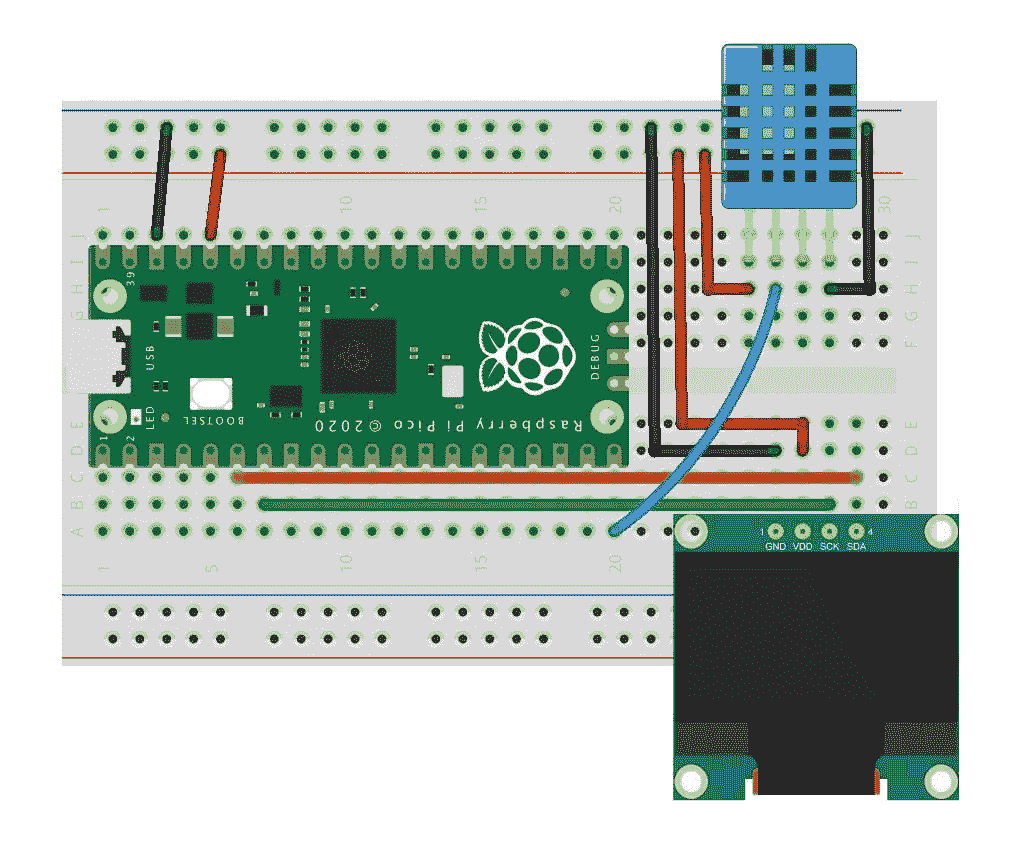 1 10 15 20 30
J J
I I
39
H H
G G
F
USB
DEBUG
LED
BOOTSEL
Raspberry Pi Pico © 2020
1
2
E E
D D
C C
B B
A
1 4
GND VDD SCK SDA
1 5 10 15 20